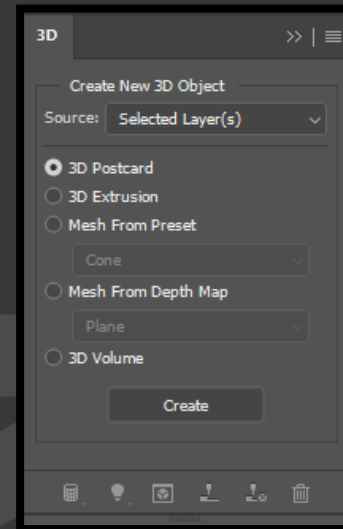 3D
Create New 3D Object
Source: Selected Layer(s)
3D Postcard
3D Extrusion
Mesh From Preset
Cone
Mesh From Depth Map
Plane
3D Volume
Create